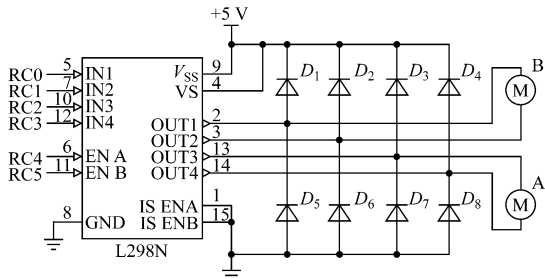 +5 V
RC0 5 IN1
RC1 7 IN2
RC2 10 IN3
RC3 12 IN4
RC4 6 EN A
RC5 11 EN B
8 GND
VSS 9
VS 4
OUT1 2
OUT2 3
OUT3 13
OUT4 14
IS ENA 1
IS ENB 15
L298N
D1 D2 D3 D4
D5 D6 D7 D8
B
M
A
M